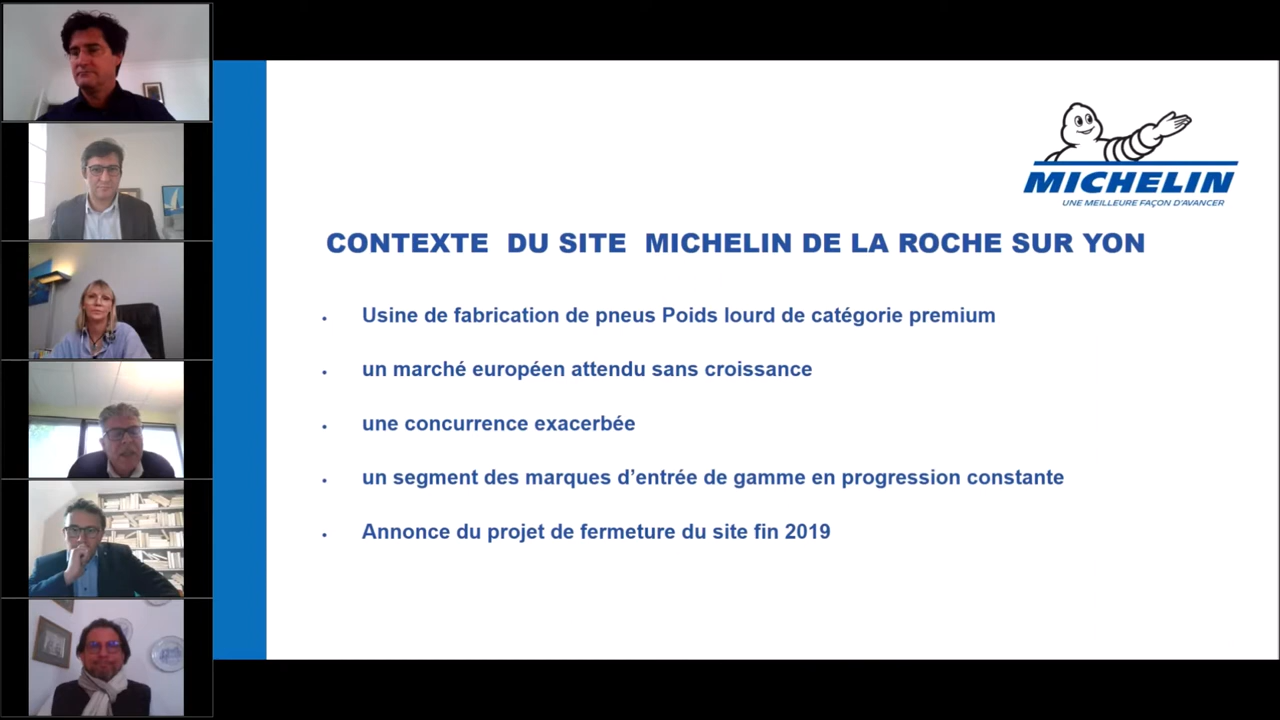 MICHELIN
UNE MEILLEURE FAÇON D'AVANCER
CONTEXTE DU SITE MICHELIN DE LA ROCHE SUR YON
• Usine de fabrication de pneus Poids lourd de catégorie premium
• un marché européen attendu sans croissance
• une concurrence exacerbée
• un segment des marques d’entrée de gamme en progression constante
• Annonce du projet de fermeture du site fin 2019